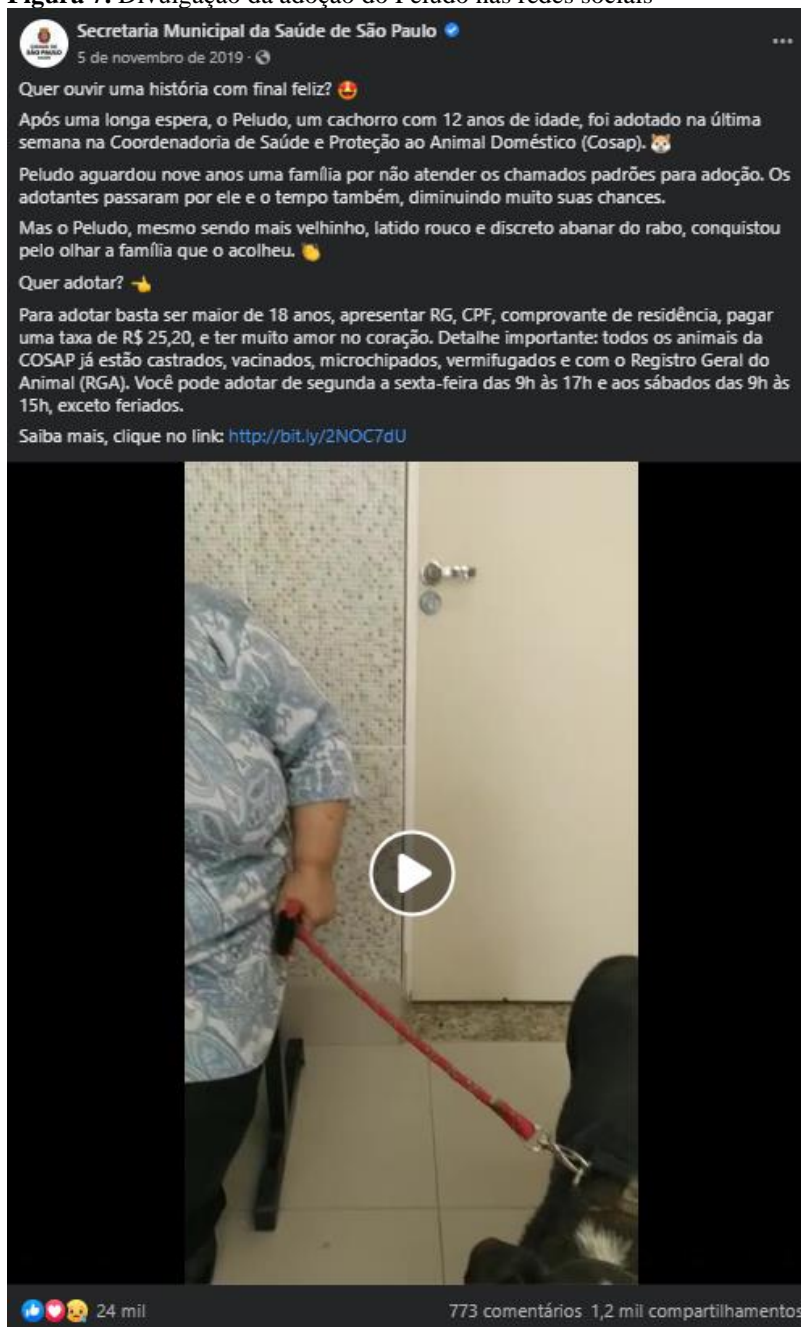 Figura 7. Divulgação da adoção do Peludo nas redes sociais
Secretaria Municipal da Saúde de São Paulo
5 de novembro de 2019 ·
Quer ouvir uma história com final feliz? 🤩
Após uma longa espera, o Peludo, um cachorro com 12 anos de idade, foi adotado na última
semana na Coordenadoria de Saúde e Proteção ao Animal Doméstico (Cosap). 🐶
Peludo aguardou nove anos uma família por não atender os chamados padrões para adoção. Os
adotantes passaram por ele e o tempo também, diminuindo muito suas chances.
Mas o Peludo, mesmo sendo mais velhinho, latido rouco e discreto abanar do rabo, conquistou
pelo olhar a família que o acolheu. 👏
Quer adotar? 👈
Para adotar basta ser maior de 18 anos, apresentar RG, CPF, comprovante de residência, pagar
uma taxa de R$ 25,20, e ter muito amor no coração. Detalhe importante: todos os animais da
COSAP já estão castrados, vacinados, microchipados, vermifugados e com o Registro Geral do
Animal (RGA). Você pode adotar de segunda a sexta-feira das 9h às 17h e aos sábados das 9h às
15h, exceto feriados.
Saiba mais, clique no link: http://bit.ly/2NOC7dU
24 mil
773 comentários 1,2 mil compartilhamentos